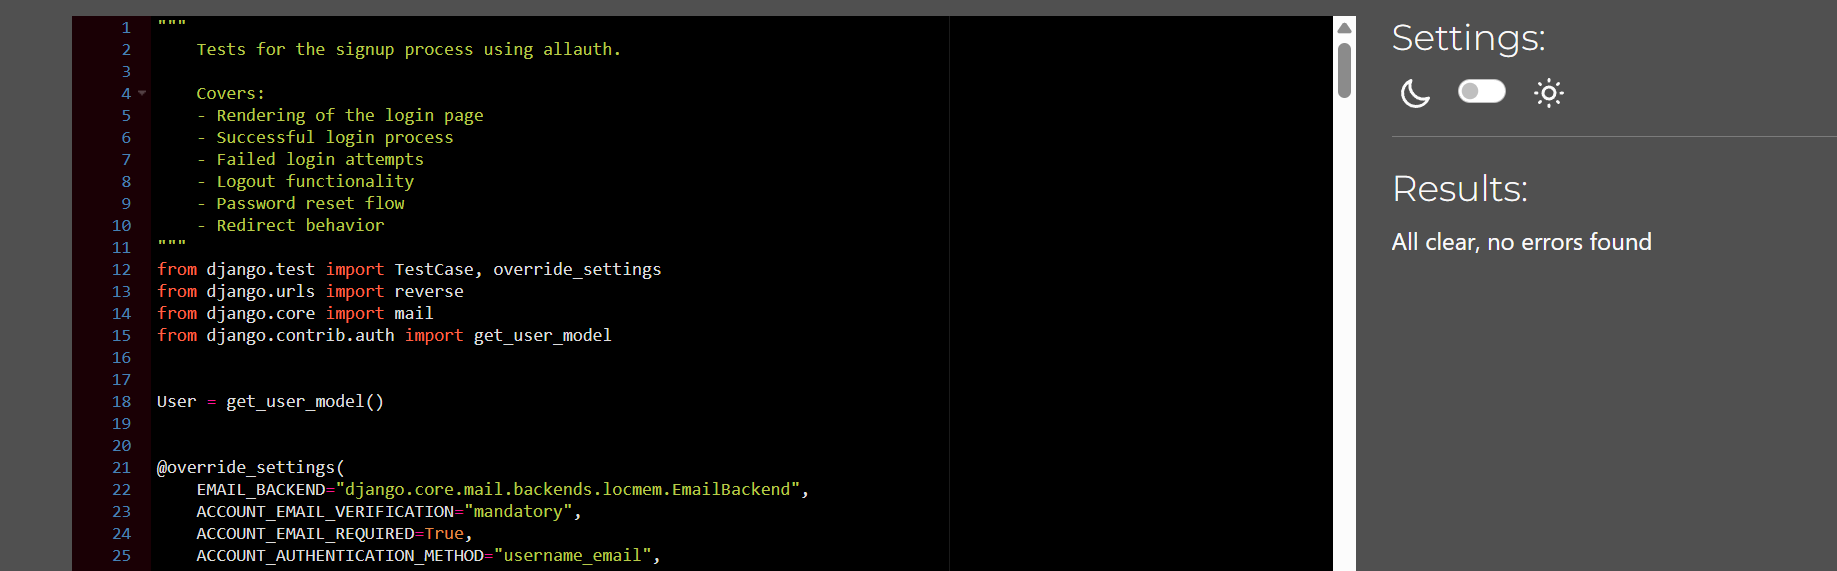 1 """
2     Tests for the signup process using allauth.
3
4     Covers:
5     - Rendering of the login page
6     - Successful login process
7     - Failed login attempts
8     - Logout functionality
9     - Password reset flow
10     - Redirect behavior
11 """
12 from django.test import TestCase, override_settings
13 from django.urls import reverse
14 from django.core import mail
15 from django.contrib.auth import get_user_model
16
17
18 User = get_user_model()
19
20
21 @override_settings(
22     EMAIL_BACKEND="django.core.mail.backends.locmem.EmailBackend",
23     ACCOUNT_EMAIL_VERIFICATION="mandatory",
24     ACCOUNT_EMAIL_REQUIRED=True,
25     ACCOUNT_AUTHENTICATION_METHOD="username_email",
Settings:
Results:
All clear, no errors found